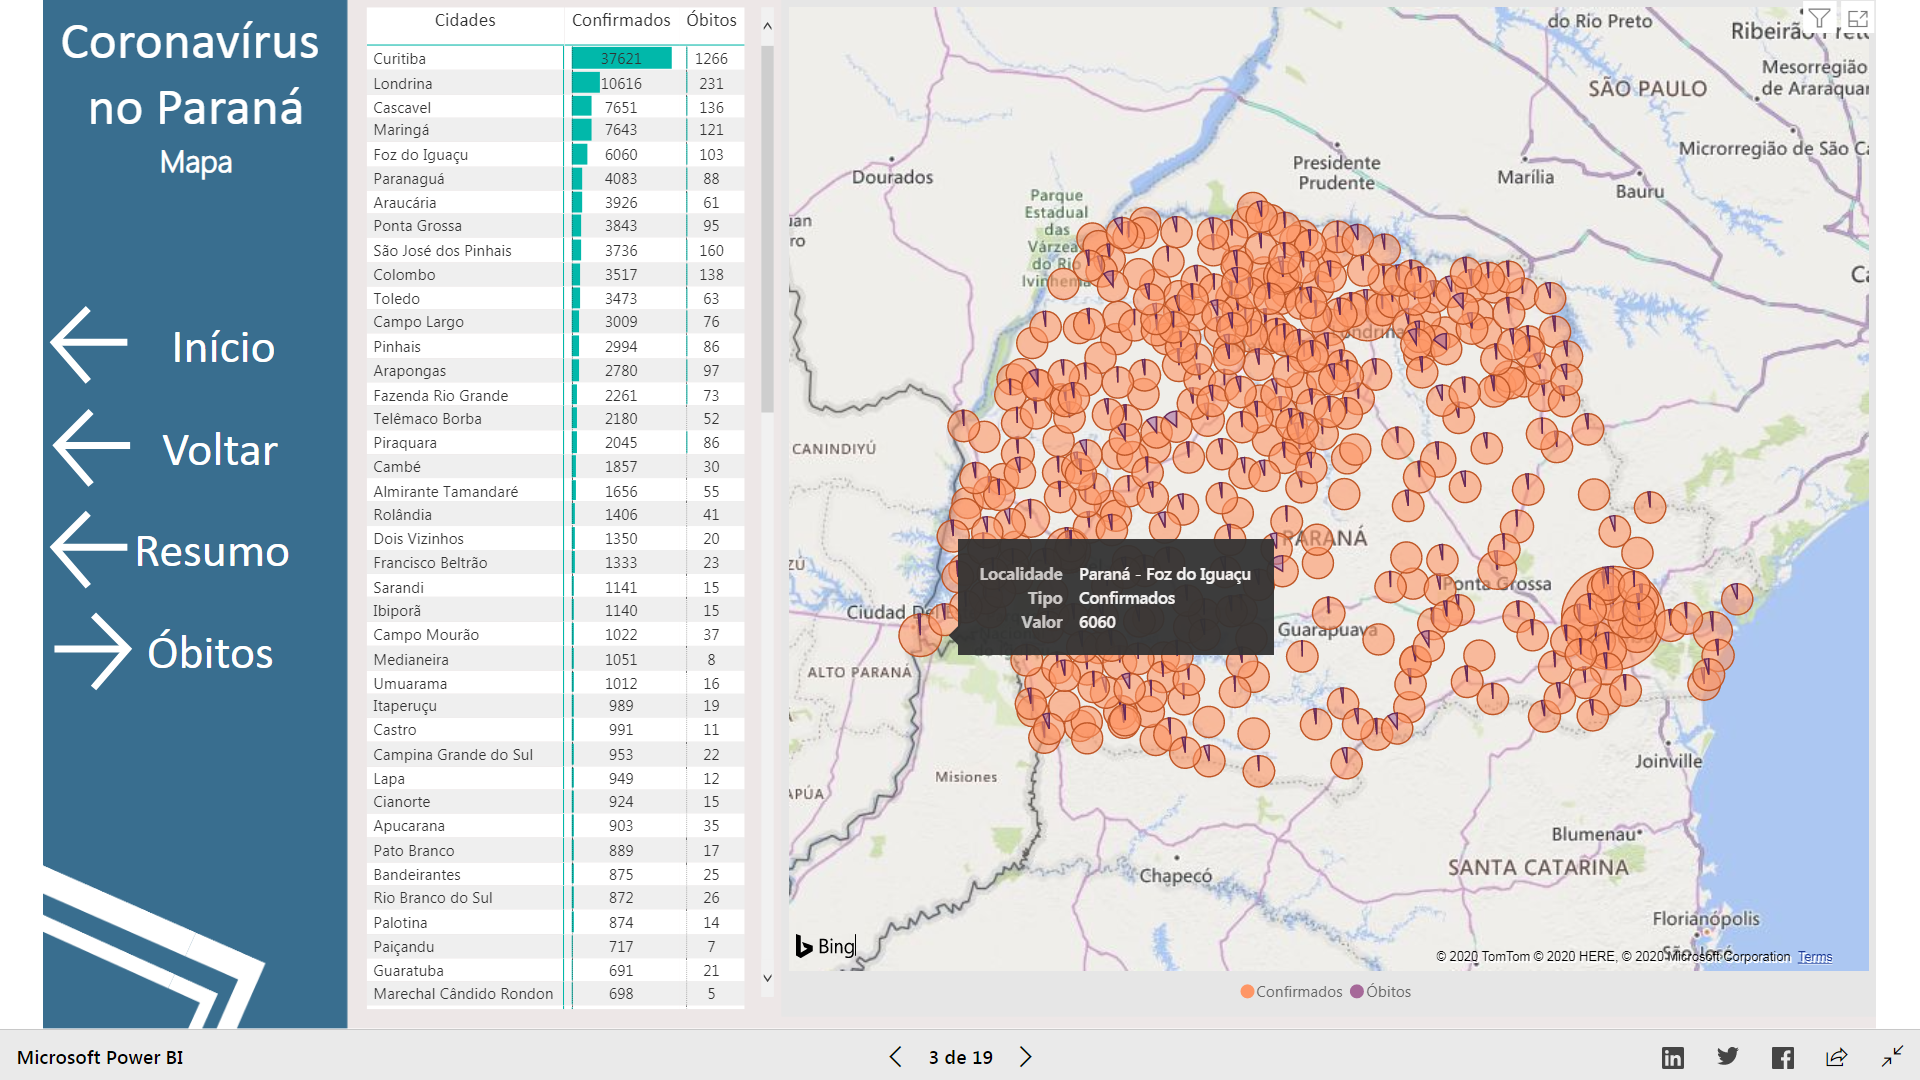 Coronavírus
no Paraná
Mapa
Início
Voltar
Resumo
Óbitos
Cidades Confirmados Óbitos
Curitiba 37621 1266
Londrina 10616 231
Cascavel 7651 136
Maringá 7643 121
Foz do Iguaçu 6060 103
Paranaguá 4083 88
Araucária 3926 61
Ponta Grossa 3843 95
São José dos Pinhais 3736 160
Colombo 3517 138
Toledo 3473 63
Campo Largo 3009 76
Pinhais 2994 86
Arapongas 2780 97
Fazenda Rio Grande 2261 73
Telêmaco Borba 2180 52
Piraquara 2045 86
Cambé 1857 30
Almirante Tamandaré 1656 55
Rolândia 1406 41
Dois Vizinhos 1350 20
Francisco Beltrão 1333 23
Sarandi 1141 15
Ibiporã 1140 15
Campo Mourão 1022 37
Medianeira 1051 8
Umuarama 1012 16
Itaperuçu 989 19
Castro 991 11
Campina Grande do Sul 953 22
Lapa 949 12
Cianorte 924 15
Apucarana 903 35
Pato Branco 889 17
Bandeirantes 875 25
Rio Branco do Sul 872 26
Palotina 874 14
Paiçandu 717 7
Guaratuba 691 21
Marechal Cândido Rondon 698 5
do Rio Preto
Mesorregião
de Araraquar
SÃO PAULO
Microrregião de São Ca
Presidente
Prudente
Marília
Bauru
Dourados
Parque
Estadual
das
Várzea
do Rio
Ivinhema
CANINDIYÚ
PARANÁ
Ponta Grossa
Localidade Paraná - Foz do Iguaçu
Tipo Confirmados
Valor 6060
Ciudad De
Guarapuava
ALTO PARANÁ
Misiones
APÚA
Joinville
Blumenau
SANTA CATARINA
Chapecó
Florianópolis
Bing
© 2020 TomTom © 2020 HERE, © 2020 Microsoft Corporation Terms
Confirmados Óbitos
Microsoft Power BI
3 de 19